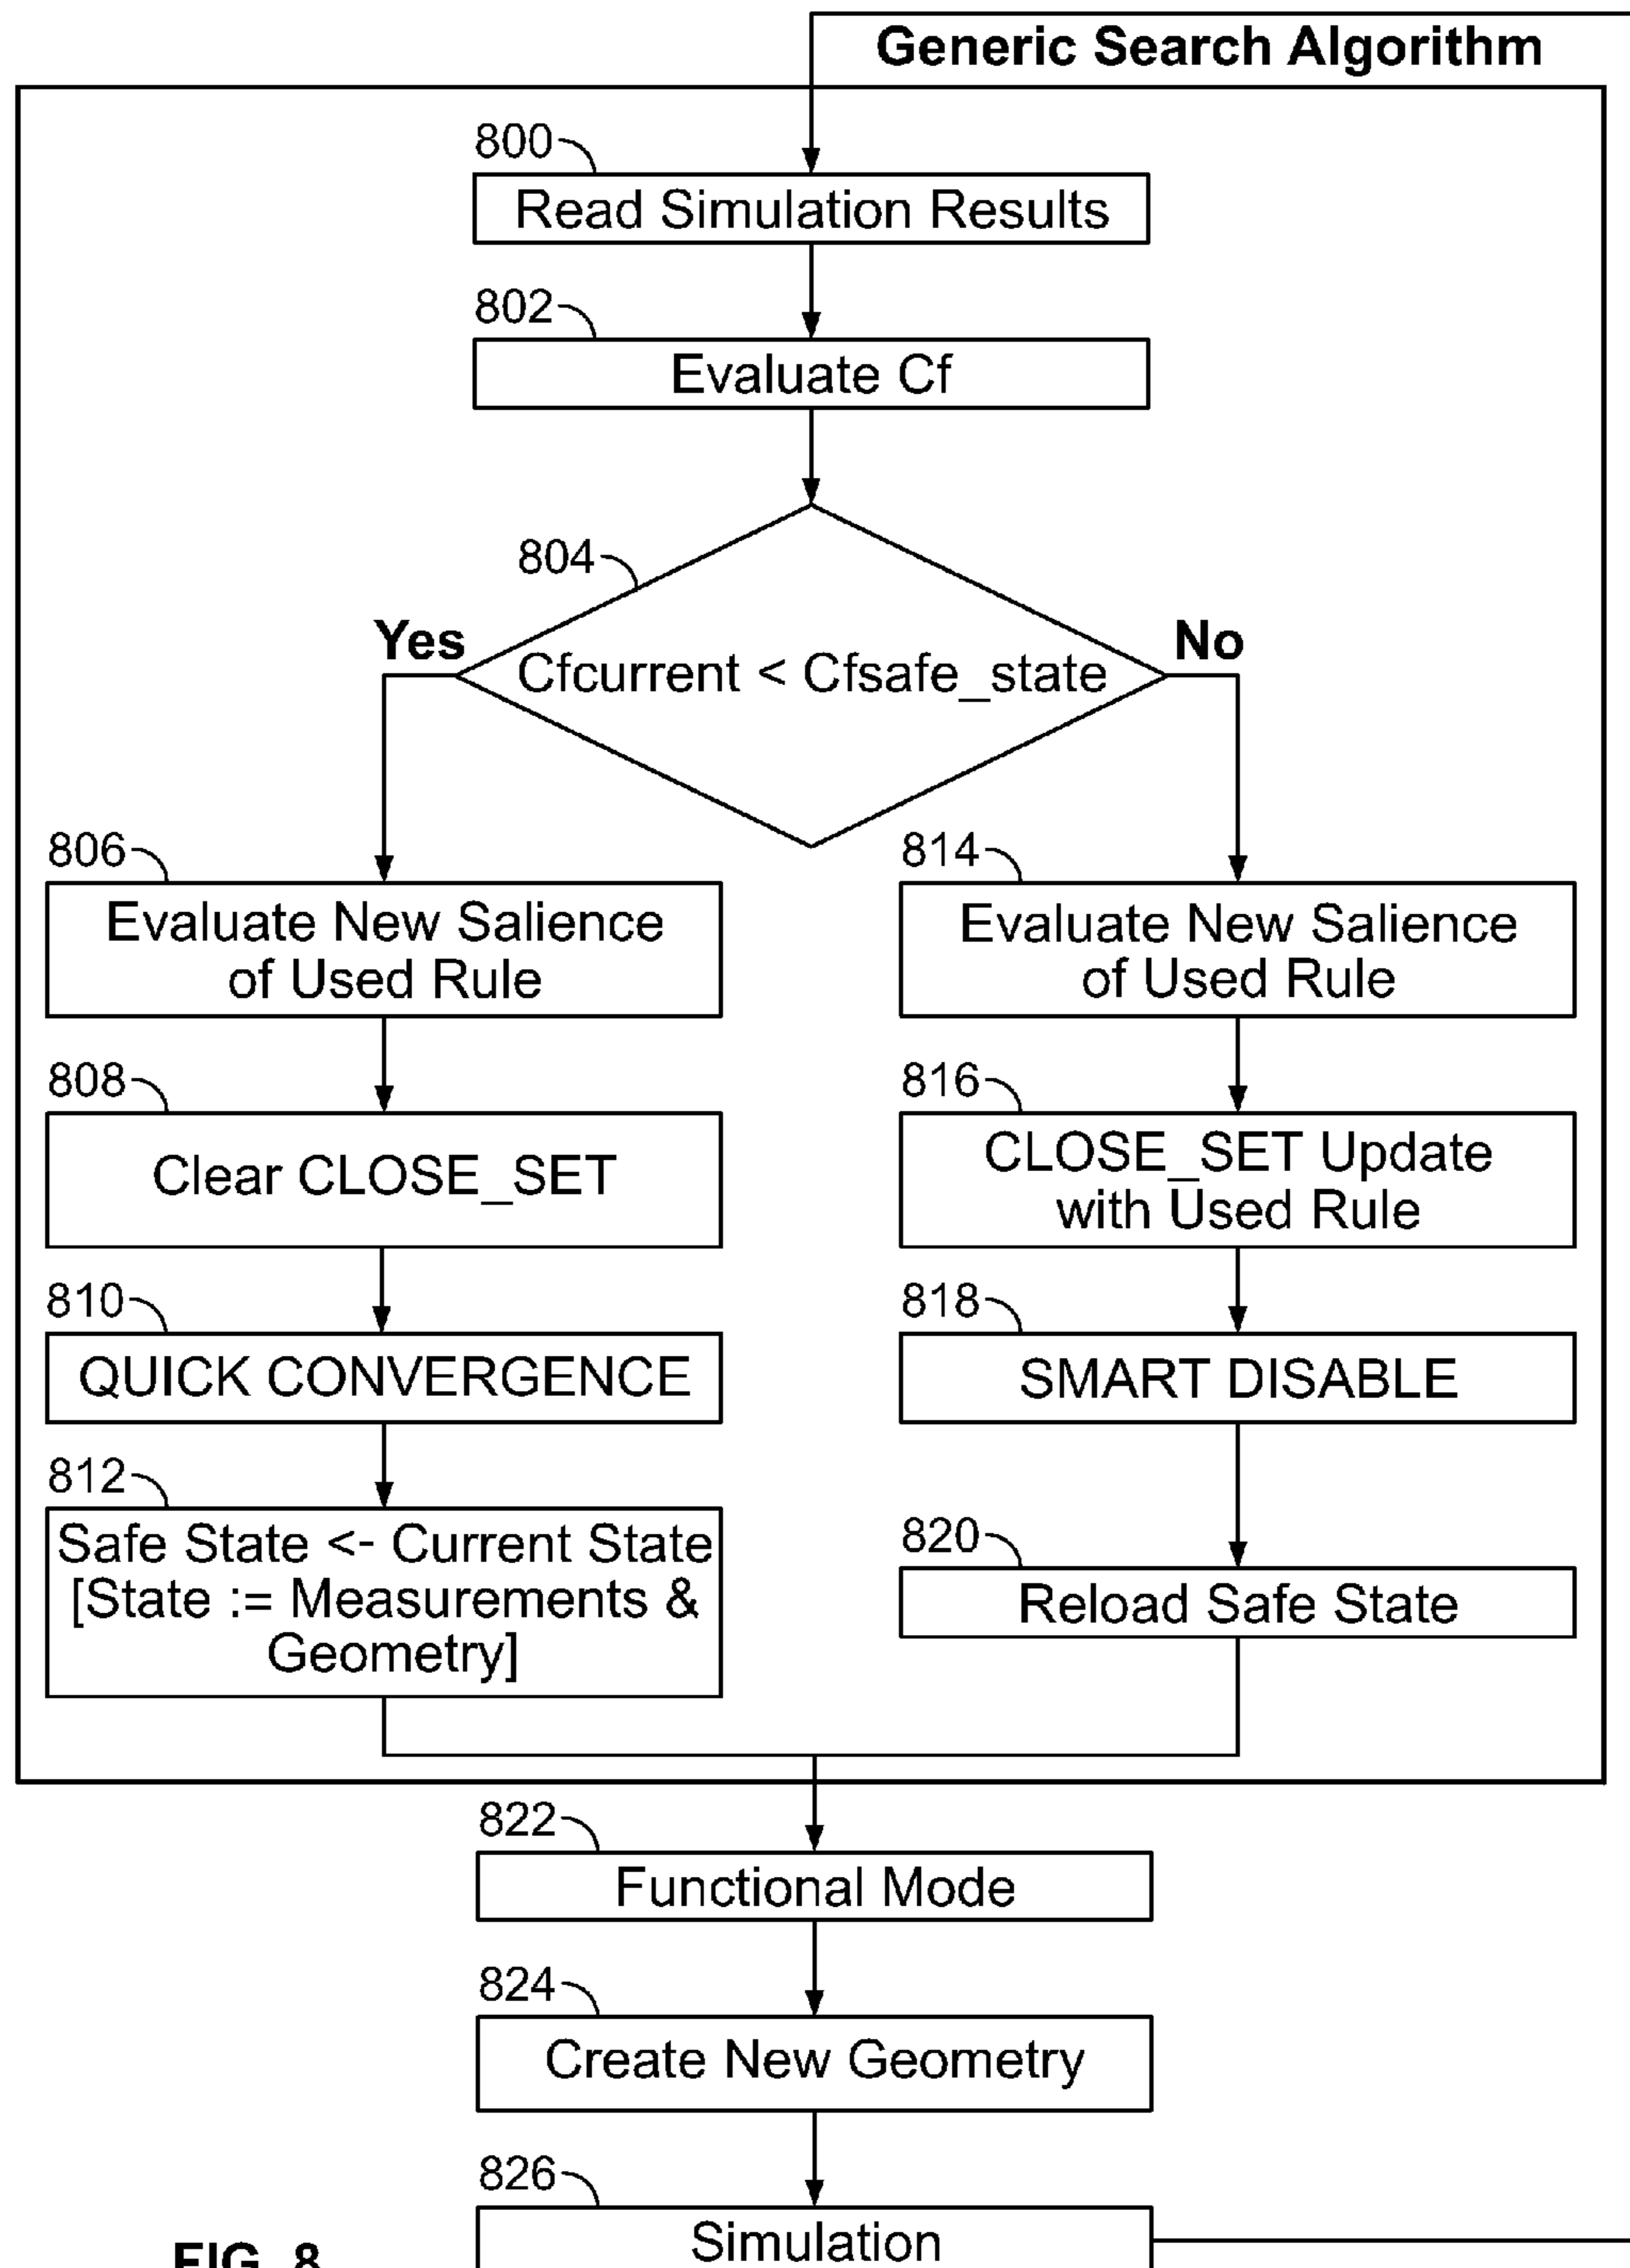 Generic Search Algorithm
800
Read Simulation Results
802
Evaluate Cf
804
Yes
No
Cfcurrent < Cfsafe_state
806
Evaluate New Salience
of Used Rule
808
Clear CLOSE_SET
810
QUICK CONVERGENCE
812
Safe State <- Current State
[State := Measurements &
Geometry]
814
Evaluate New Salience
of Used Rule
816
CLOSE_SET Update
with Used Rule
818
SMART DISABLE
820
Reload Safe State
822
Functional Mode
824
Create New Geometry
826
Simulation
FIG. 8